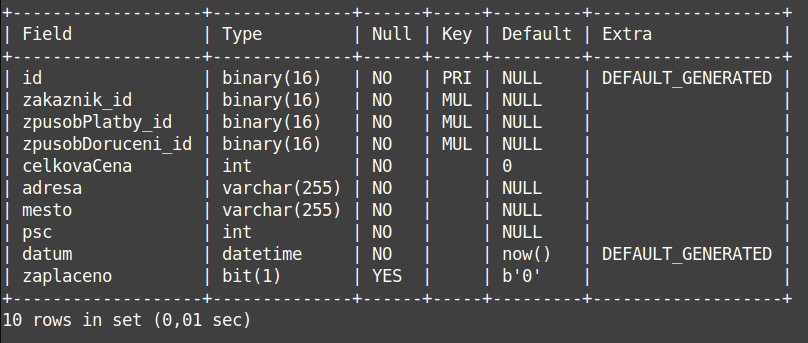 +-------------------+--------------+------+-----+---------+-------------------+
| Field             | Type         | Null | Key | Default | Extra             |
+-------------------+--------------+------+-----+---------+-------------------+
| id                | binary(16)   | NO   | PRI | NULL    | DEFAULT_GENERATED |
| zakaznik_id       | binary(16)   | NO   | MUL | NULL    |                   |
| zpusobPlatby_id   | binary(16)   | NO   | MUL | NULL    |                   |
| zpusobDoruceni_id | binary(16)   | NO   | MUL | NULL    |                   |
| celkovaCena       | int          | NO   |     | 0       |                   |
| adresa            | varchar(255) | NO   |     | NULL    |                   |
| mesto             | varchar(255) | NO   |     | NULL    |                   |
| psc               | int          | NO   |     | NULL    |                   |
| datum             | datetime     | NO   |     | now()   | DEFAULT_GENERATED |
| zaplaceno         | bit(1)       | YES  |     | b'0'    |                   |
+-------------------+--------------+------+-----+---------+-------------------+
10 rows in set (0,01 sec)